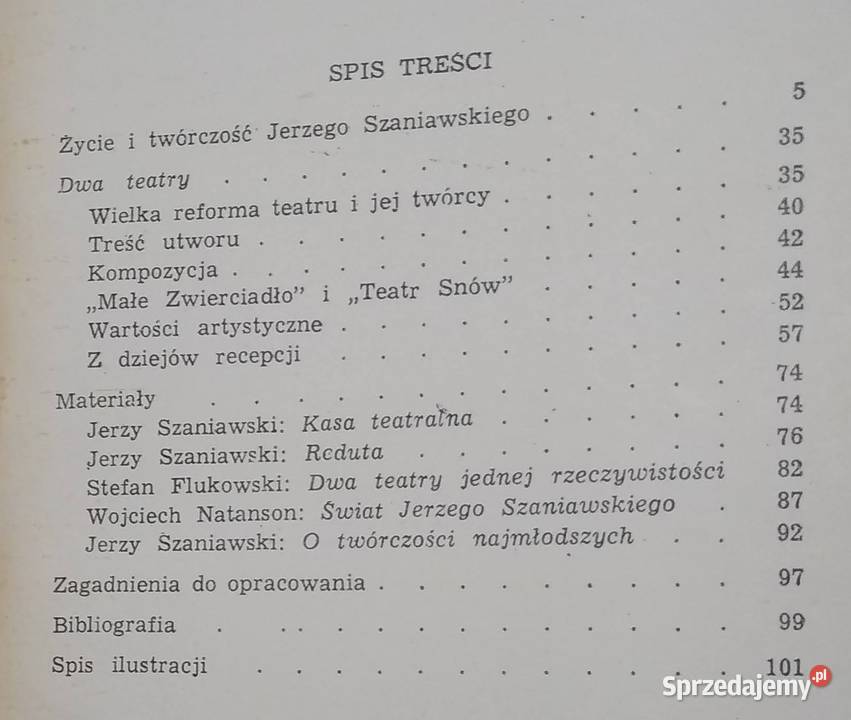 SPIS TREŚCI
Życie i twórczość Jerzego Szaniawskiego . . . . . 5
Dwa teatry . . . . . . . . . . . 35
Wielka reforma teatru i jej twórcy . . . . . . 35
Treść utworu . . . . . . . . . . 40
Kompozycja . . . . . . . . . . 42
„Małe Zwierciadło” i „Teatr Snów” . . . . . 44
Wartości artystyczne . . . . . . . . 52
Z dziejów recepcji . . . . . . . . 57
Materiały . . . . . . . . . . . 74
Jerzy Szaniawski: Kasa teatralna . . . . . . 74
Jerzy Szaniawski: Reduta . . . . . . . 76
Stefan Flukowski: Dwa teatry jednej rzeczywistości 82
Wojciech Natanson: Świat Jerzego Szaniawskiego . 87
Jerzy Szaniawski: O twórczości najmłodszych . . 92
Zagadnienia do opracowania . . . . . . . . 97
Bibliografia . . . . . . . . . . . 99
Spis ilustracji . . . . . . . . . . 101
Sprzedajemy.pl